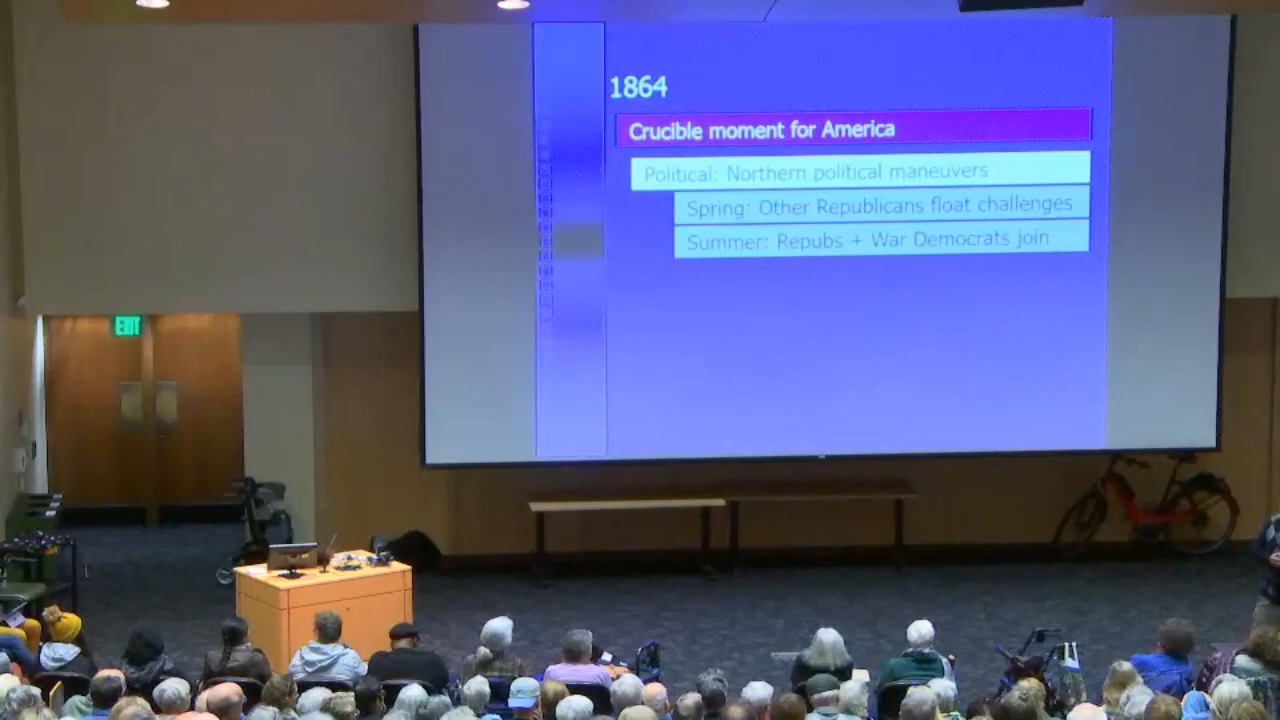 1864
Crucible moment for America
Political: Northern political maneuvers
Spring: Other Republicans float challenges
Summer: Repubs + War Democrats join
EXIT